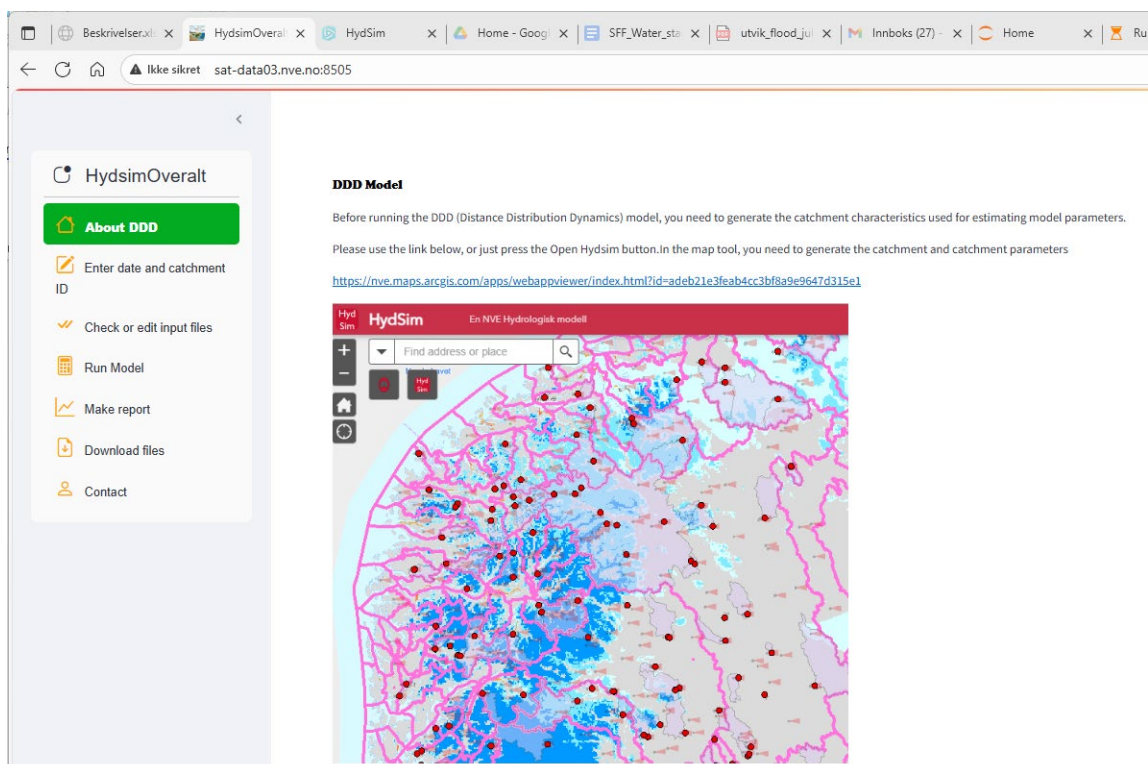 Beskrivelser.xl
HydsimOveral
HydSim
Home - Googl
SFF_Water_sta
utvik_flood_jul
Innboks (27) -
Home
Ru
Ikke sikret
sat-data03.nve.no:8505
HydsimOveralt
About DDD
Enter date and catchment
ID
Check or edit input files
Run Model
Make report
Download files
Contact
DDD Model
Before running the DDD (Distance Distribution Dynamics) model, you need to generate the catchment characteristics used for estimating model parameters.
Please use the link below, or just press the Open Hydsim button.In the map tool, you need to generate the catchment and catchment parameters
https://nve.maps.arcgis.com/apps/webappviewer/index.html?id=adeb21e3feab4cc3bf8a9e9647d315e1
Hyd
Sim
HydSim
En NVE Hydrologisk modell
+
Find address or place
−
Hyd
Sim